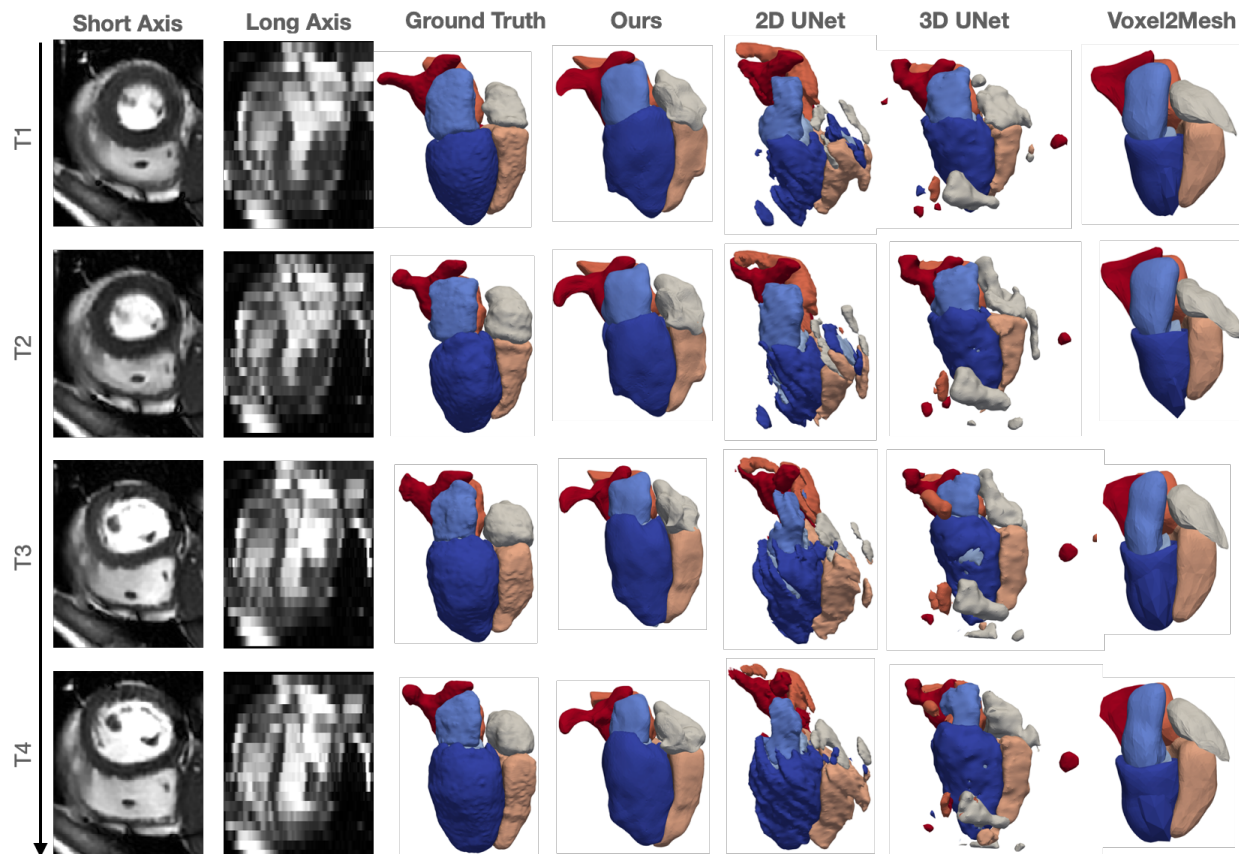 Short Axis Long Axis Ground Truth Ours 2D UNet 3D UNet Voxel2Mesh
T1
T2
T3
T4